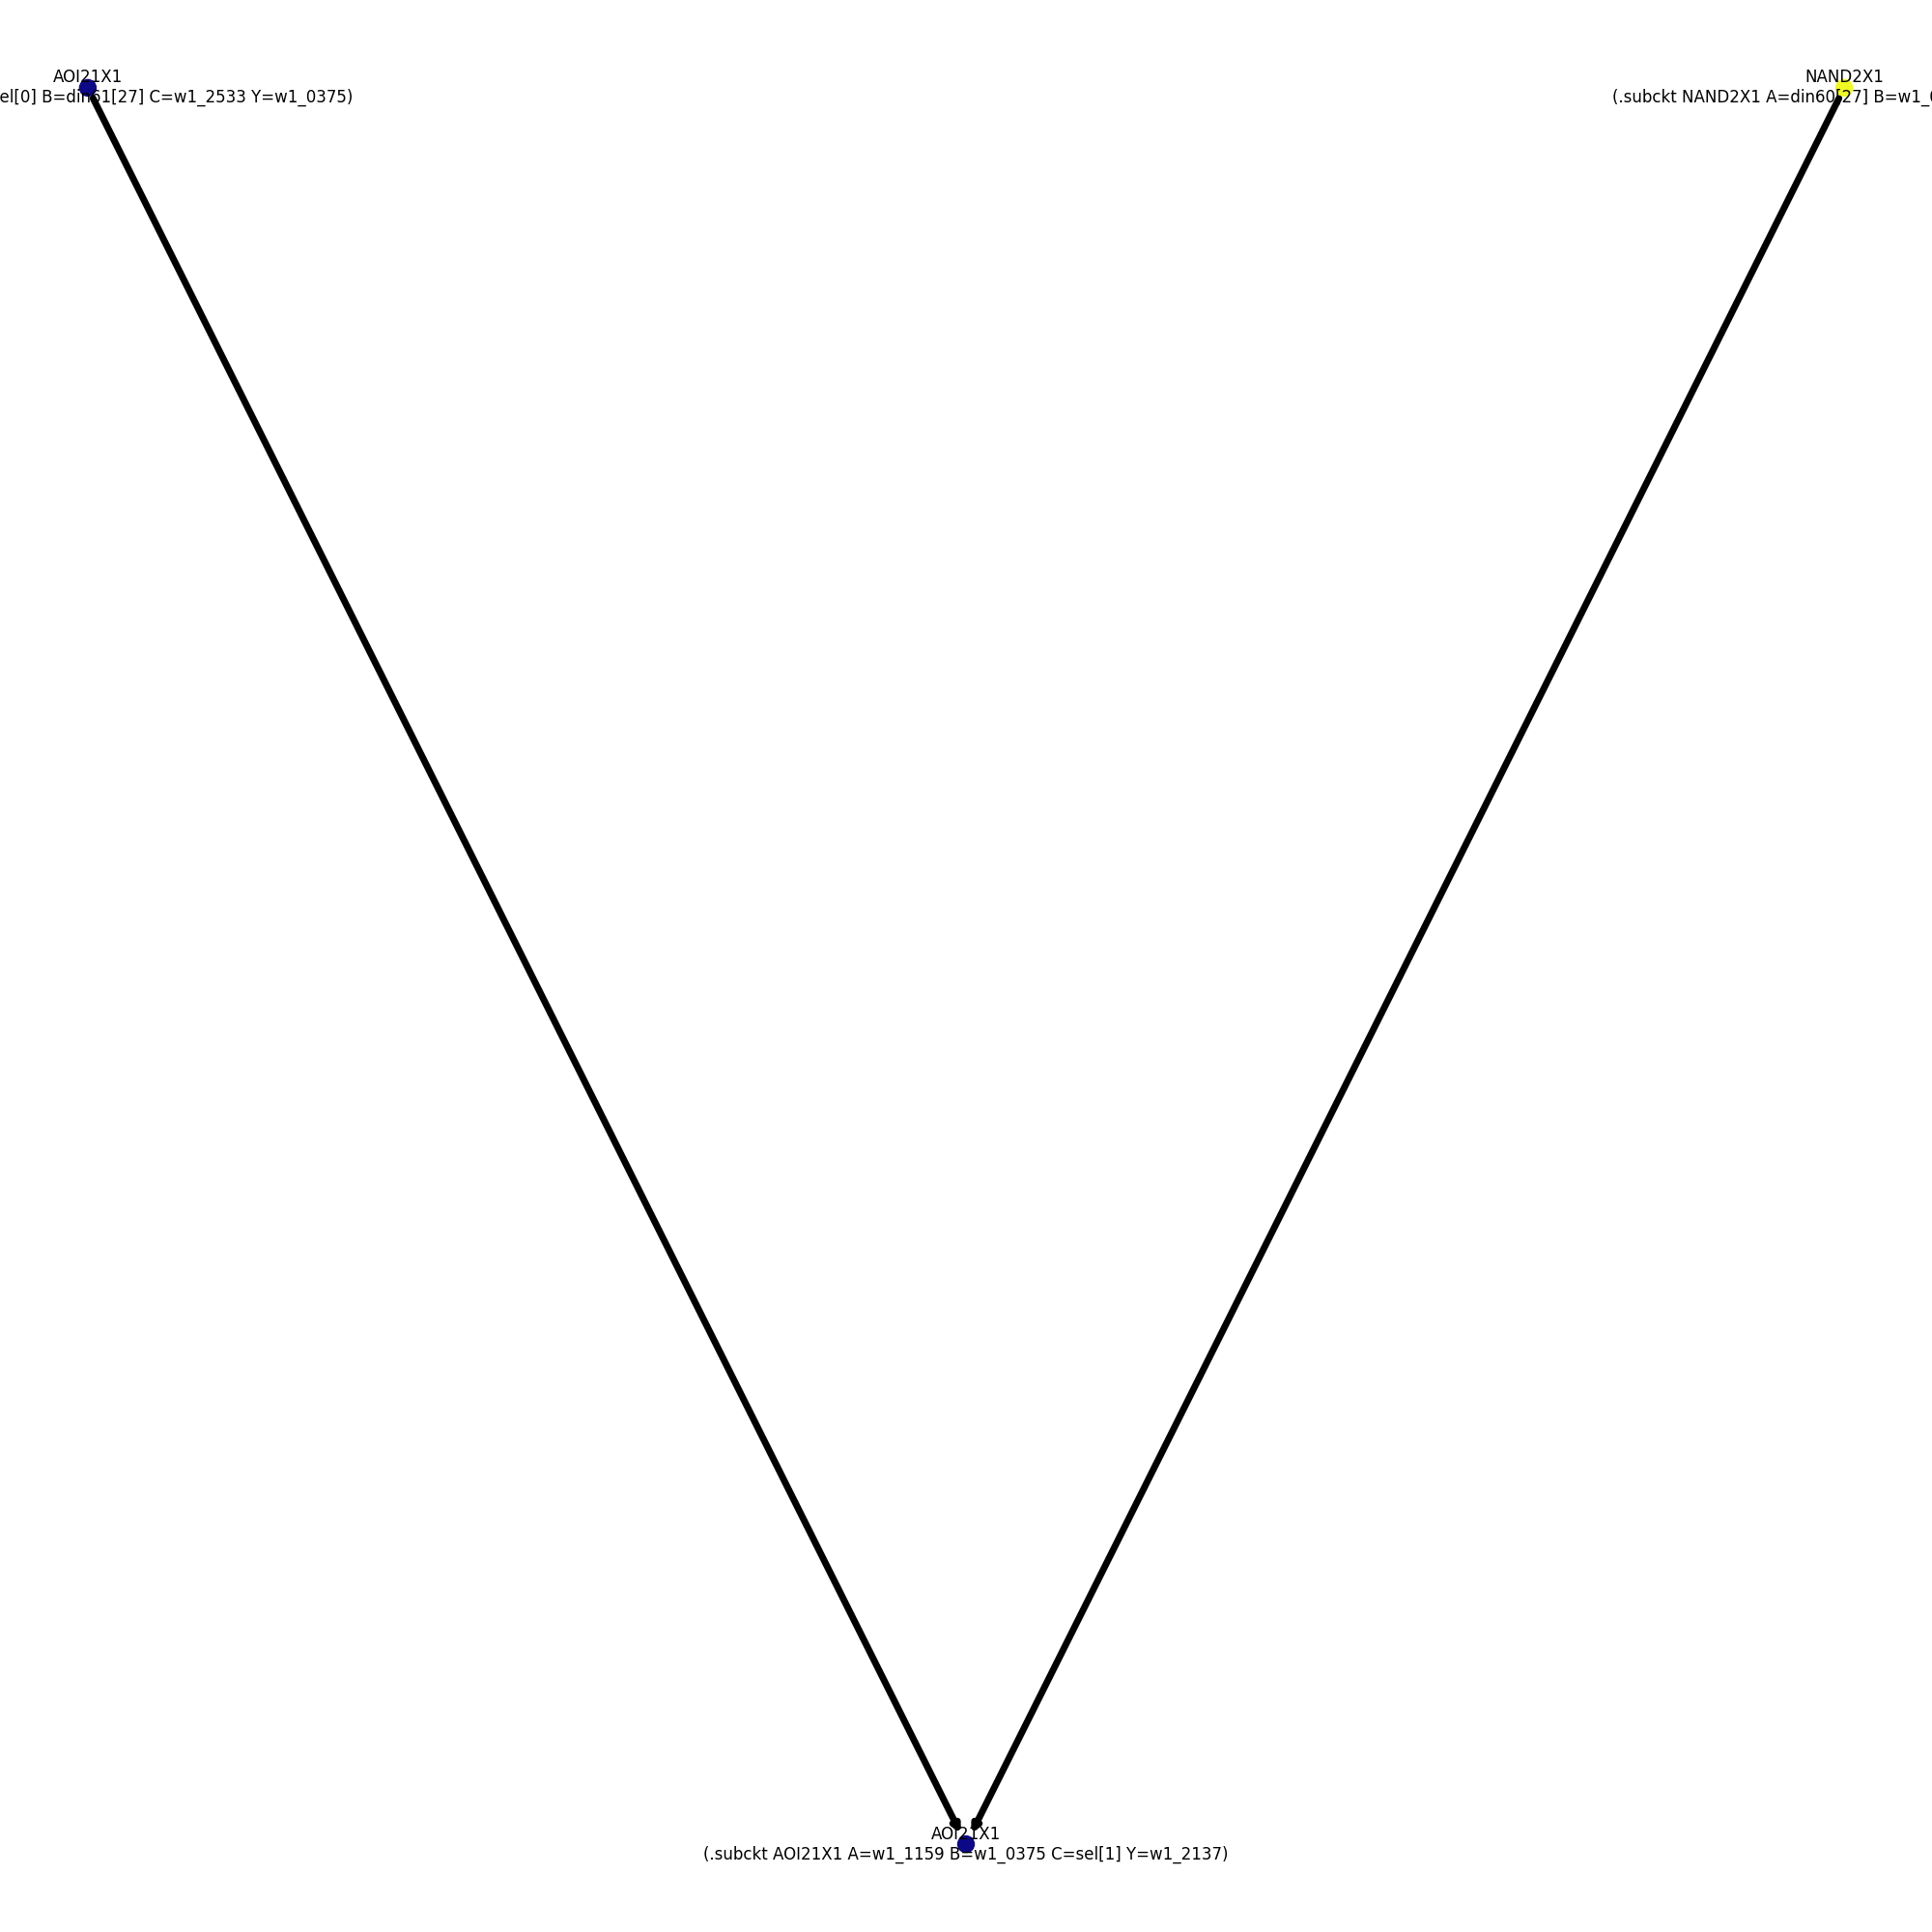 AOI21X1
el[0] B=din61[27] C=w1_2533 Y=w1_0375)
NAND2X1
(.subckt NAND2X1 A=din60[27] B=w1_
AOI21X1
(.subckt AOI21X1 A=w1_1159 B=w1_0375 C=sel[1] Y=w1_2137)